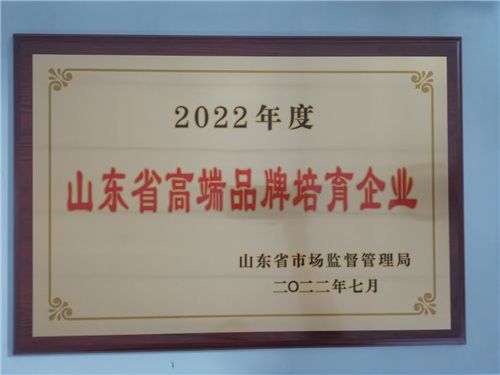 2022年度
山东省高端品牌培育企业
山东省市场监督管理局
二〇二二年七月